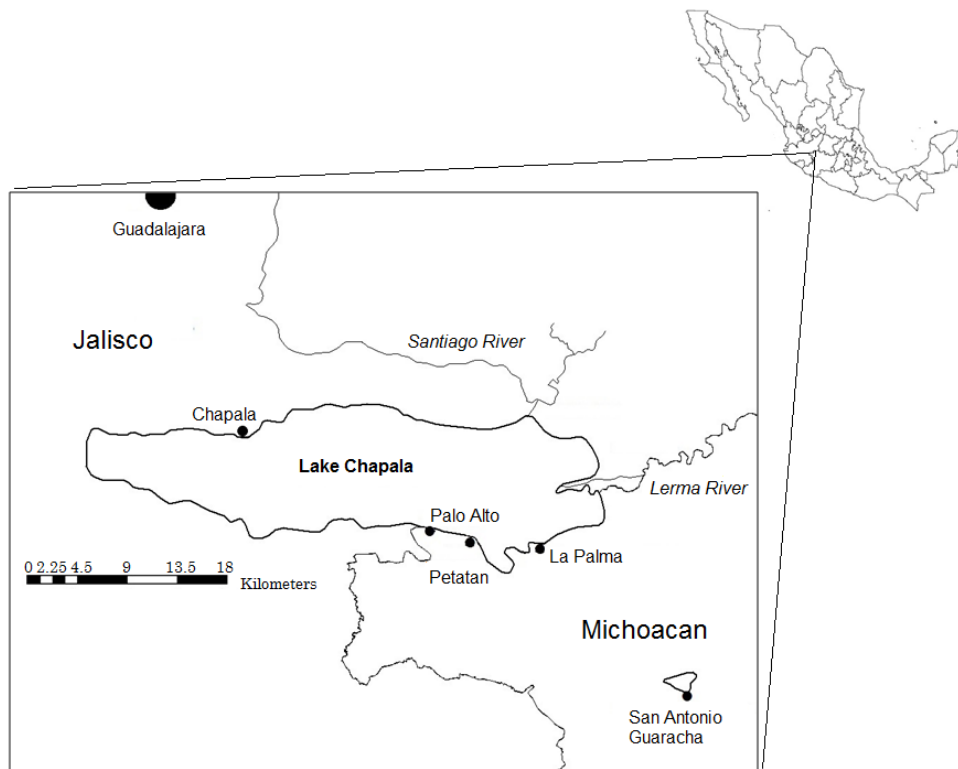 Guadalajara
Jalisco
Santiago River
Chapala
Lake Chapala
Lerma River
Palo Alto
La Palma
Petatan
0 2.25 4.5 9 13.5 18
Kilometers
Michoacan
San Antonio
Guaracha